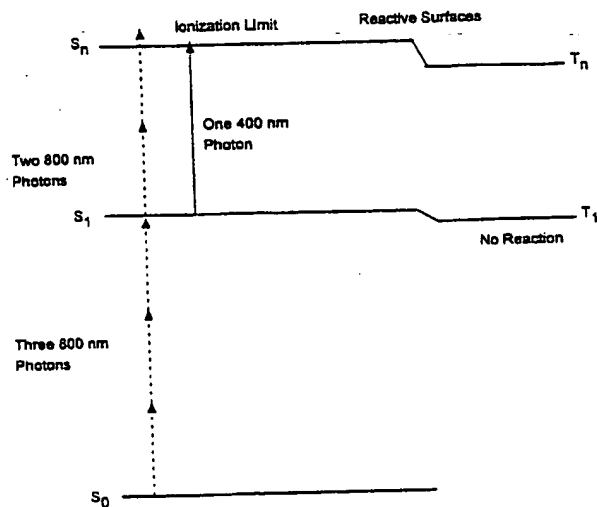 Ionization Limit
Reactive Surfaces
Sn
Tn
One 400 nm
Photon
Two 800 nm
Photons
S1
T1
No Reaction
Three 800 nm
Photons
S0